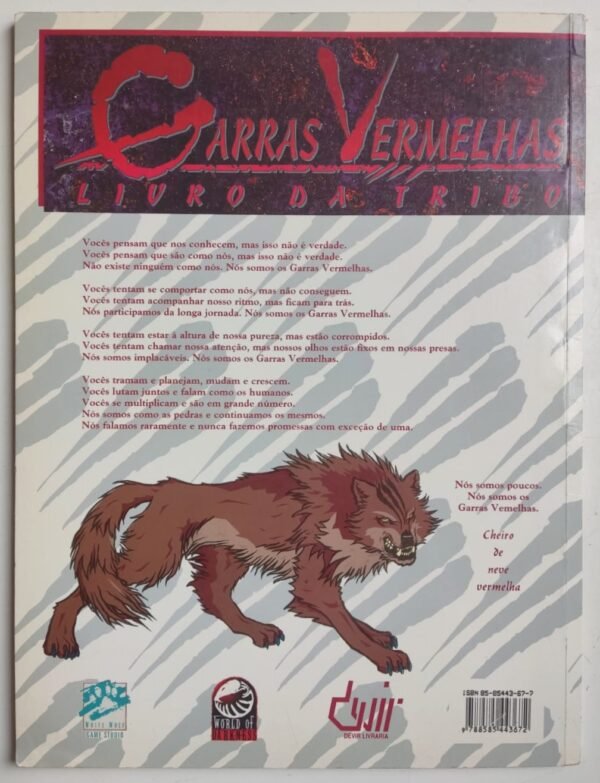 GARRAS VERMELHAS
LIVRO DA TRIBO
Vocês pensam que nos conhecem, mas isso não é verdade.
Vocês pensam que são como nós, mas isso não é verdade.
Não existe ninguém como nós. Nós somos os Garras Vermelhas.
Vocês tentam se comportar como nós, mas não conseguem.
Vocês tentam acompanhar nosso ritmo, mas ficam para trás.
Nós participamos da longa jornada. Nós somos os Garras Vermelhas.
Vocês tentam estar à altura de nossa pureza, mas estão corrompidos.
Vocês tentam chamar nossa atenção, mas nossos olhos estão fixos em nossas presas.
Nós somos implacáveis. Nós somos os Garras Vermelhas.
Vocês tramam e planejam, mudam e crescem.
Vocês lutam juntos e falam como os humanos.
Vocês se multiplicam e são em grande número.
Nós somos como as pedras e continuamos os mesmos.
Nós falamos raramente e nunca fazemos promessas com exceção de uma.
Nós somos poucos.
Nós somos os
Garras Vemelhas.
Cheiro
de
neve
vermelha
WHITE WOLF
GAME STUDIO
WORLD OF
DARKNESS
devir
DEVIR LIVRARIA
ISBN 85-85443-67-7
9 788585 443672